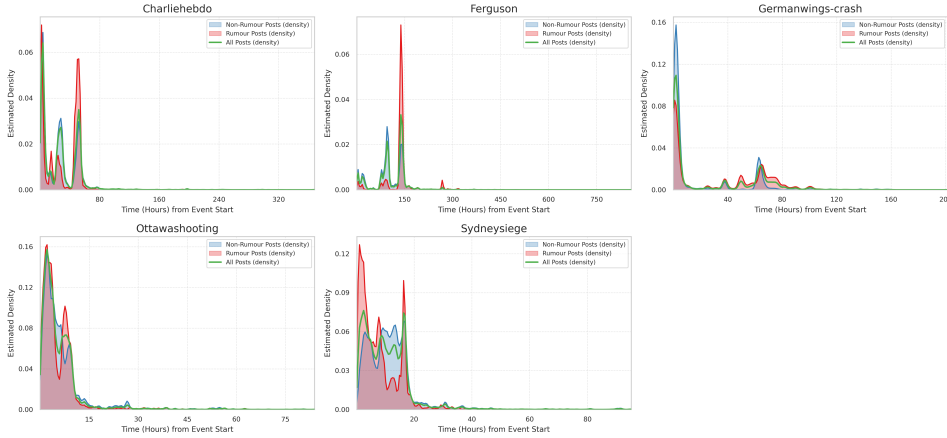 Charliehebdo
Estimated Density
0.06
0.04
0.02
0.00
80
160
240
320
Time (Hours) from Event Start
Non-Rumour Posts (density)
Rumour Posts (density)
All Posts (density)
Ferguson
Estimated Density
0.06
0.04
0.02
0.00
150
300
450
600
750
Time (Hours) from Event Start
Non-Rumour Posts (density)
Rumour Posts (density)
All Posts (density)
Germanwings-crash
Estimated Density
0.16
0.12
0.08
0.04
0.00
40
80
120
160
200
Time (Hours) from Event Start
Non-Rumour Posts (density)
Rumour Posts (density)
All Posts (density)
Ottawashooting
Estimated Density
0.16
0.12
0.08
0.04
0.00
15
30
45
60
75
Time (Hours) from Event Start
Non-Rumour Posts (density)
Rumour Posts (density)
All Posts (density)
Sydneysiege
Estimated Density
0.12
0.09
0.06
0.03
0.00
20
40
60
80
Time (Hours) from Event Start
Non-Rumour Posts (density)
Rumour Posts (density)
All Posts (density)